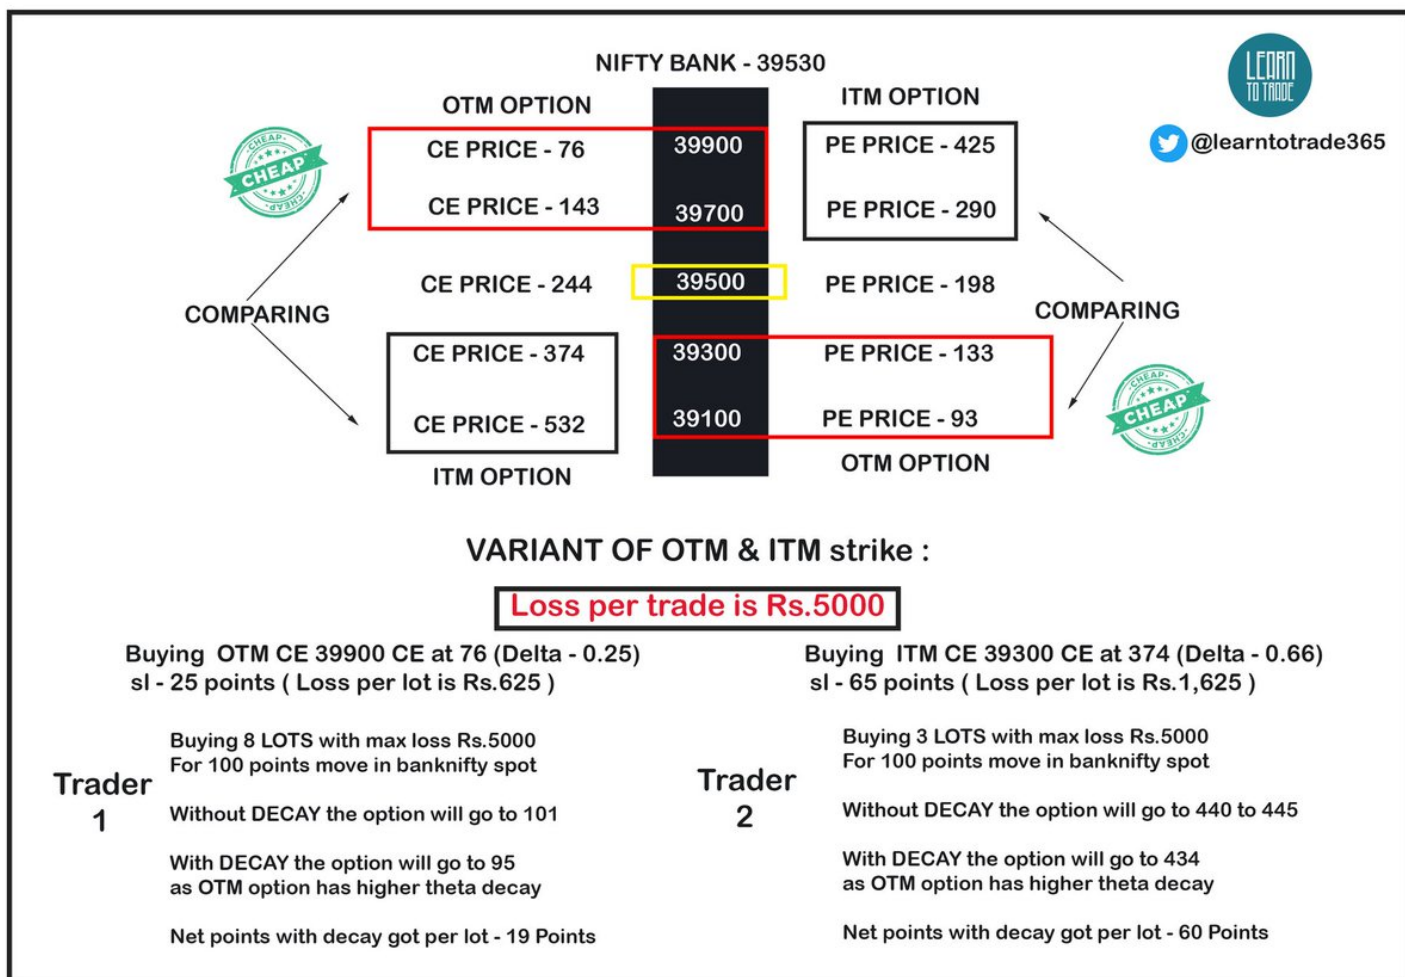 NIFTY BANK - 39530
LEARN
TO TRADE
@learntotrade365
OTM OPTION
ITM OPTION
CE PRICE - 76 39900 PE PRICE - 425
CE PRICE - 143 39700 PE PRICE - 290
CHEAP
CHEAP
CHEAP
CE PRICE - 244 39500 PE PRICE - 198
COMPARING
COMPARING
CE PRICE - 374 39300 PE PRICE - 133
CE PRICE - 532 39100 PE PRICE - 93
CHEAP
CHEAP
CHEAP
ITM OPTION
OTM OPTION
VARIANT OF OTM & ITM strike :
Loss per trade is Rs.5000
Buying OTM CE 39900 CE at 76 (Delta - 0.25)
sl - 25 points ( Loss per lot is Rs.625 )
Trader
1
Buying 8 LOTS with max loss Rs.5000
For 100 points move in banknifty spot
Without DECAY the option will go to 101
With DECAY the option will go to 95
as OTM option has higher theta decay
Net points with decay got per lot - 19 Points
Buying ITM CE 39300 CE at 374 (Delta - 0.66)
sl - 65 points ( Loss per lot is Rs.1,625 )
Trader
2
Buying 3 LOTS with max loss Rs.5000
For 100 points move in banknifty spot
Without DECAY the option will go to 440 to 445
With DECAY the option will go to 434
as OTM option has higher theta decay
Net points with decay got per lot - 60 Points